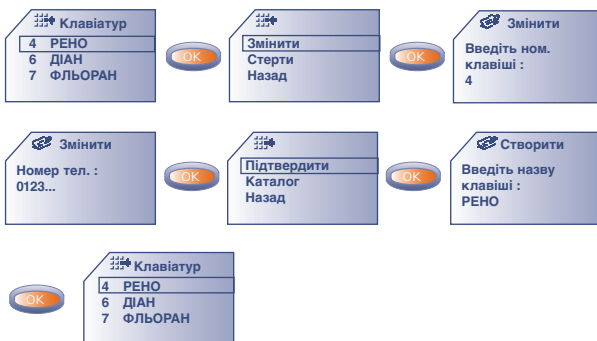 Клавіатур
4 РЕНО
6 ДІАН
7 ФЛЬОРАН
OK
Змінити
Стерти
Назад
OK
Змінити
Введіть ном.
клавіші :
4
Змінити
Номер тел. :
0123...
OK
Підтвердити
Каталог
Назад
OK
Створити
Введіть назву
клавіші :
РЕНО
OK
Клавіатур
4 РЕНО
6 ДІАН
7 ФЛЬОРАН